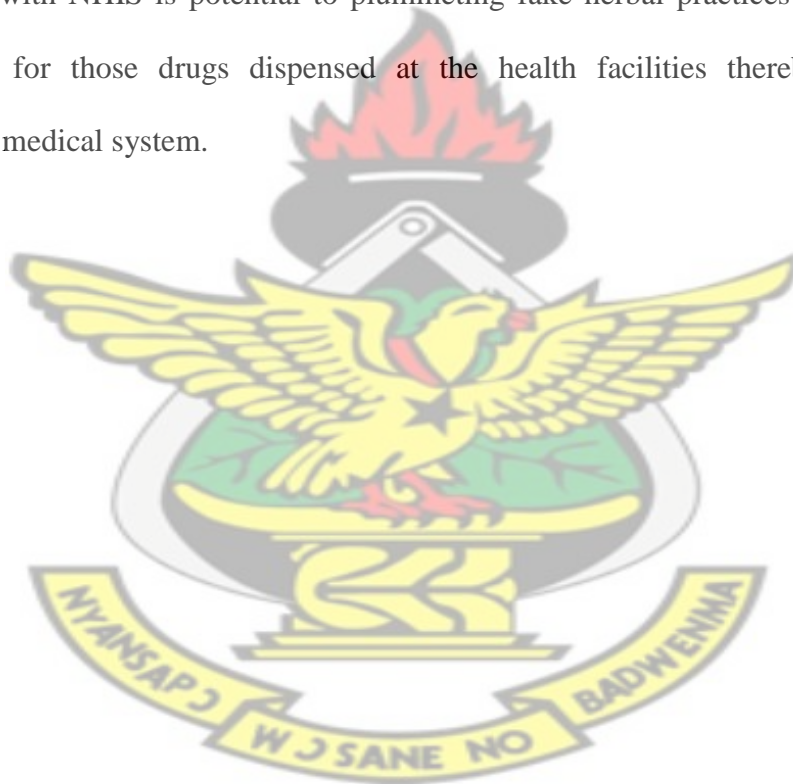 with NHIS is potential to plummeting fake herbal practices
for those drugs dispensed at the health facilities
medical system.
NYANSAPƆ
WƆSANE NO
BADWENMA